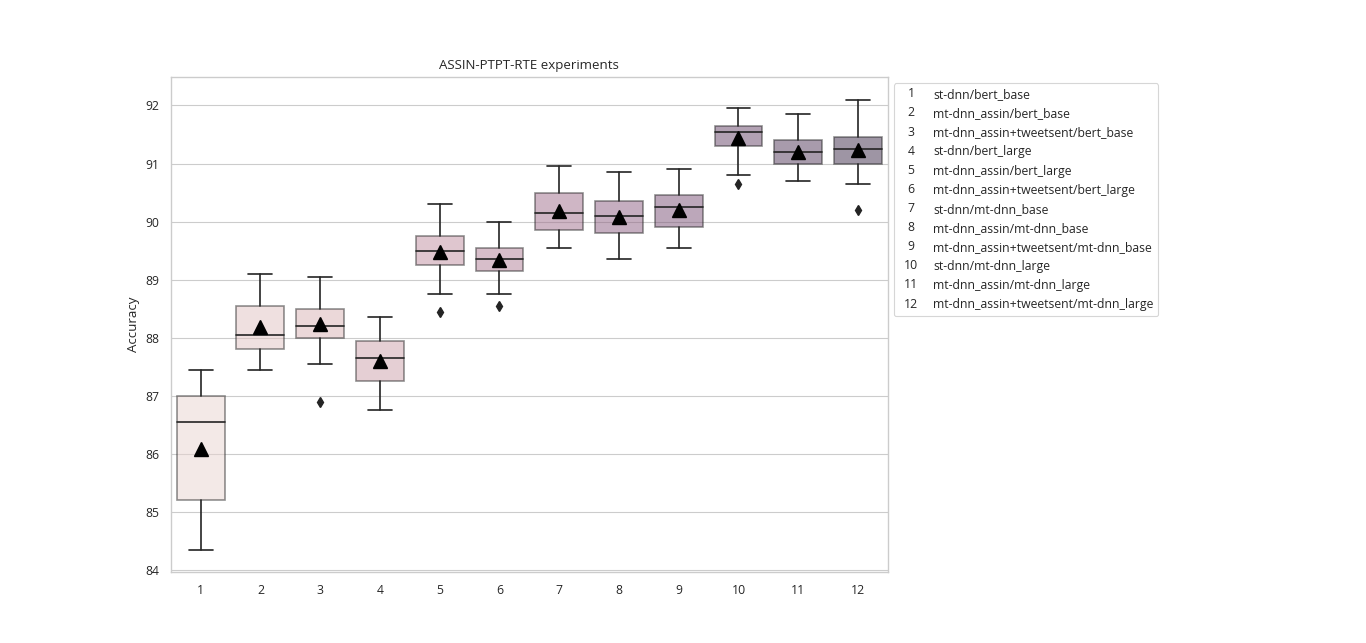 ASSIN-PTPT-RTE experiments
Accuracy
92
91
90
89
88
87
86
85
84
1 2 3 4 5 6 7 8 9 10 11 12
1 st-dnn/bert_base
2 mt-dnn_assin/bert_base
3 mt-dnn_assin+tweetsent/bert_base
4 st-dnn/bert_large
5 mt-dnn_assin/bert_large
6 mt-dnn_assin+tweetsent/bert_large
7 st-dnn/mt-dnn_base
8 mt-dnn_assin/mt-dnn_base
9 mt-dnn_assin+tweetsent/mt-dnn_base
10 st-dnn/mt-dnn_large
11 mt-dnn_assin/mt-dnn_large
12 mt-dnn_assin+tweetsent/mt-dnn_large